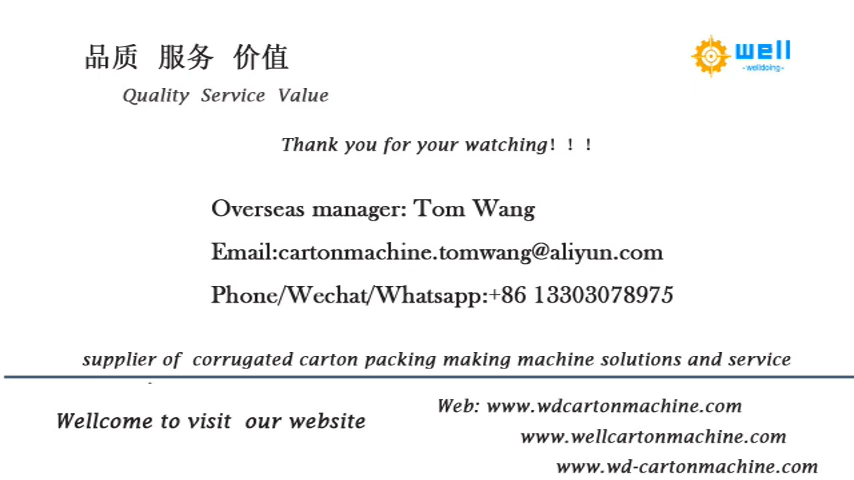 品质 服务 价值
well
-welldoing-
Quality Service Value
Thank you for your watching！！！
Overseas manager: Tom Wang
Email:cartonmachine.tomwang@aliyun.com
Phone/Wechat/Whatsapp:+86 13303078975
supplier of corrugated carton packing making machine solutions and service
Wellcome to visit our website
Web: www.wdcartonmachine.com
www.wellcartonmachine.com
www.wd-cartonmachine.com